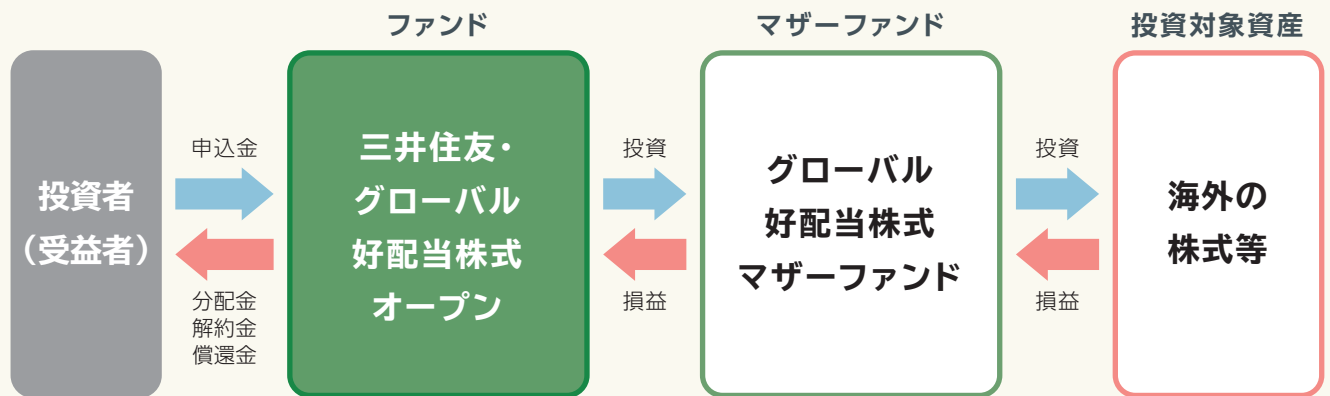 ファンド
マザーファンド
投資対象資産
投資者
（受益者）
申込金
分配金
解約金
償還金
三井住友・
グローバル
好配当株式
オープン
投資
損益
グローバル
好配当株式
マザーファンド
投資
損益
海外の
株式等